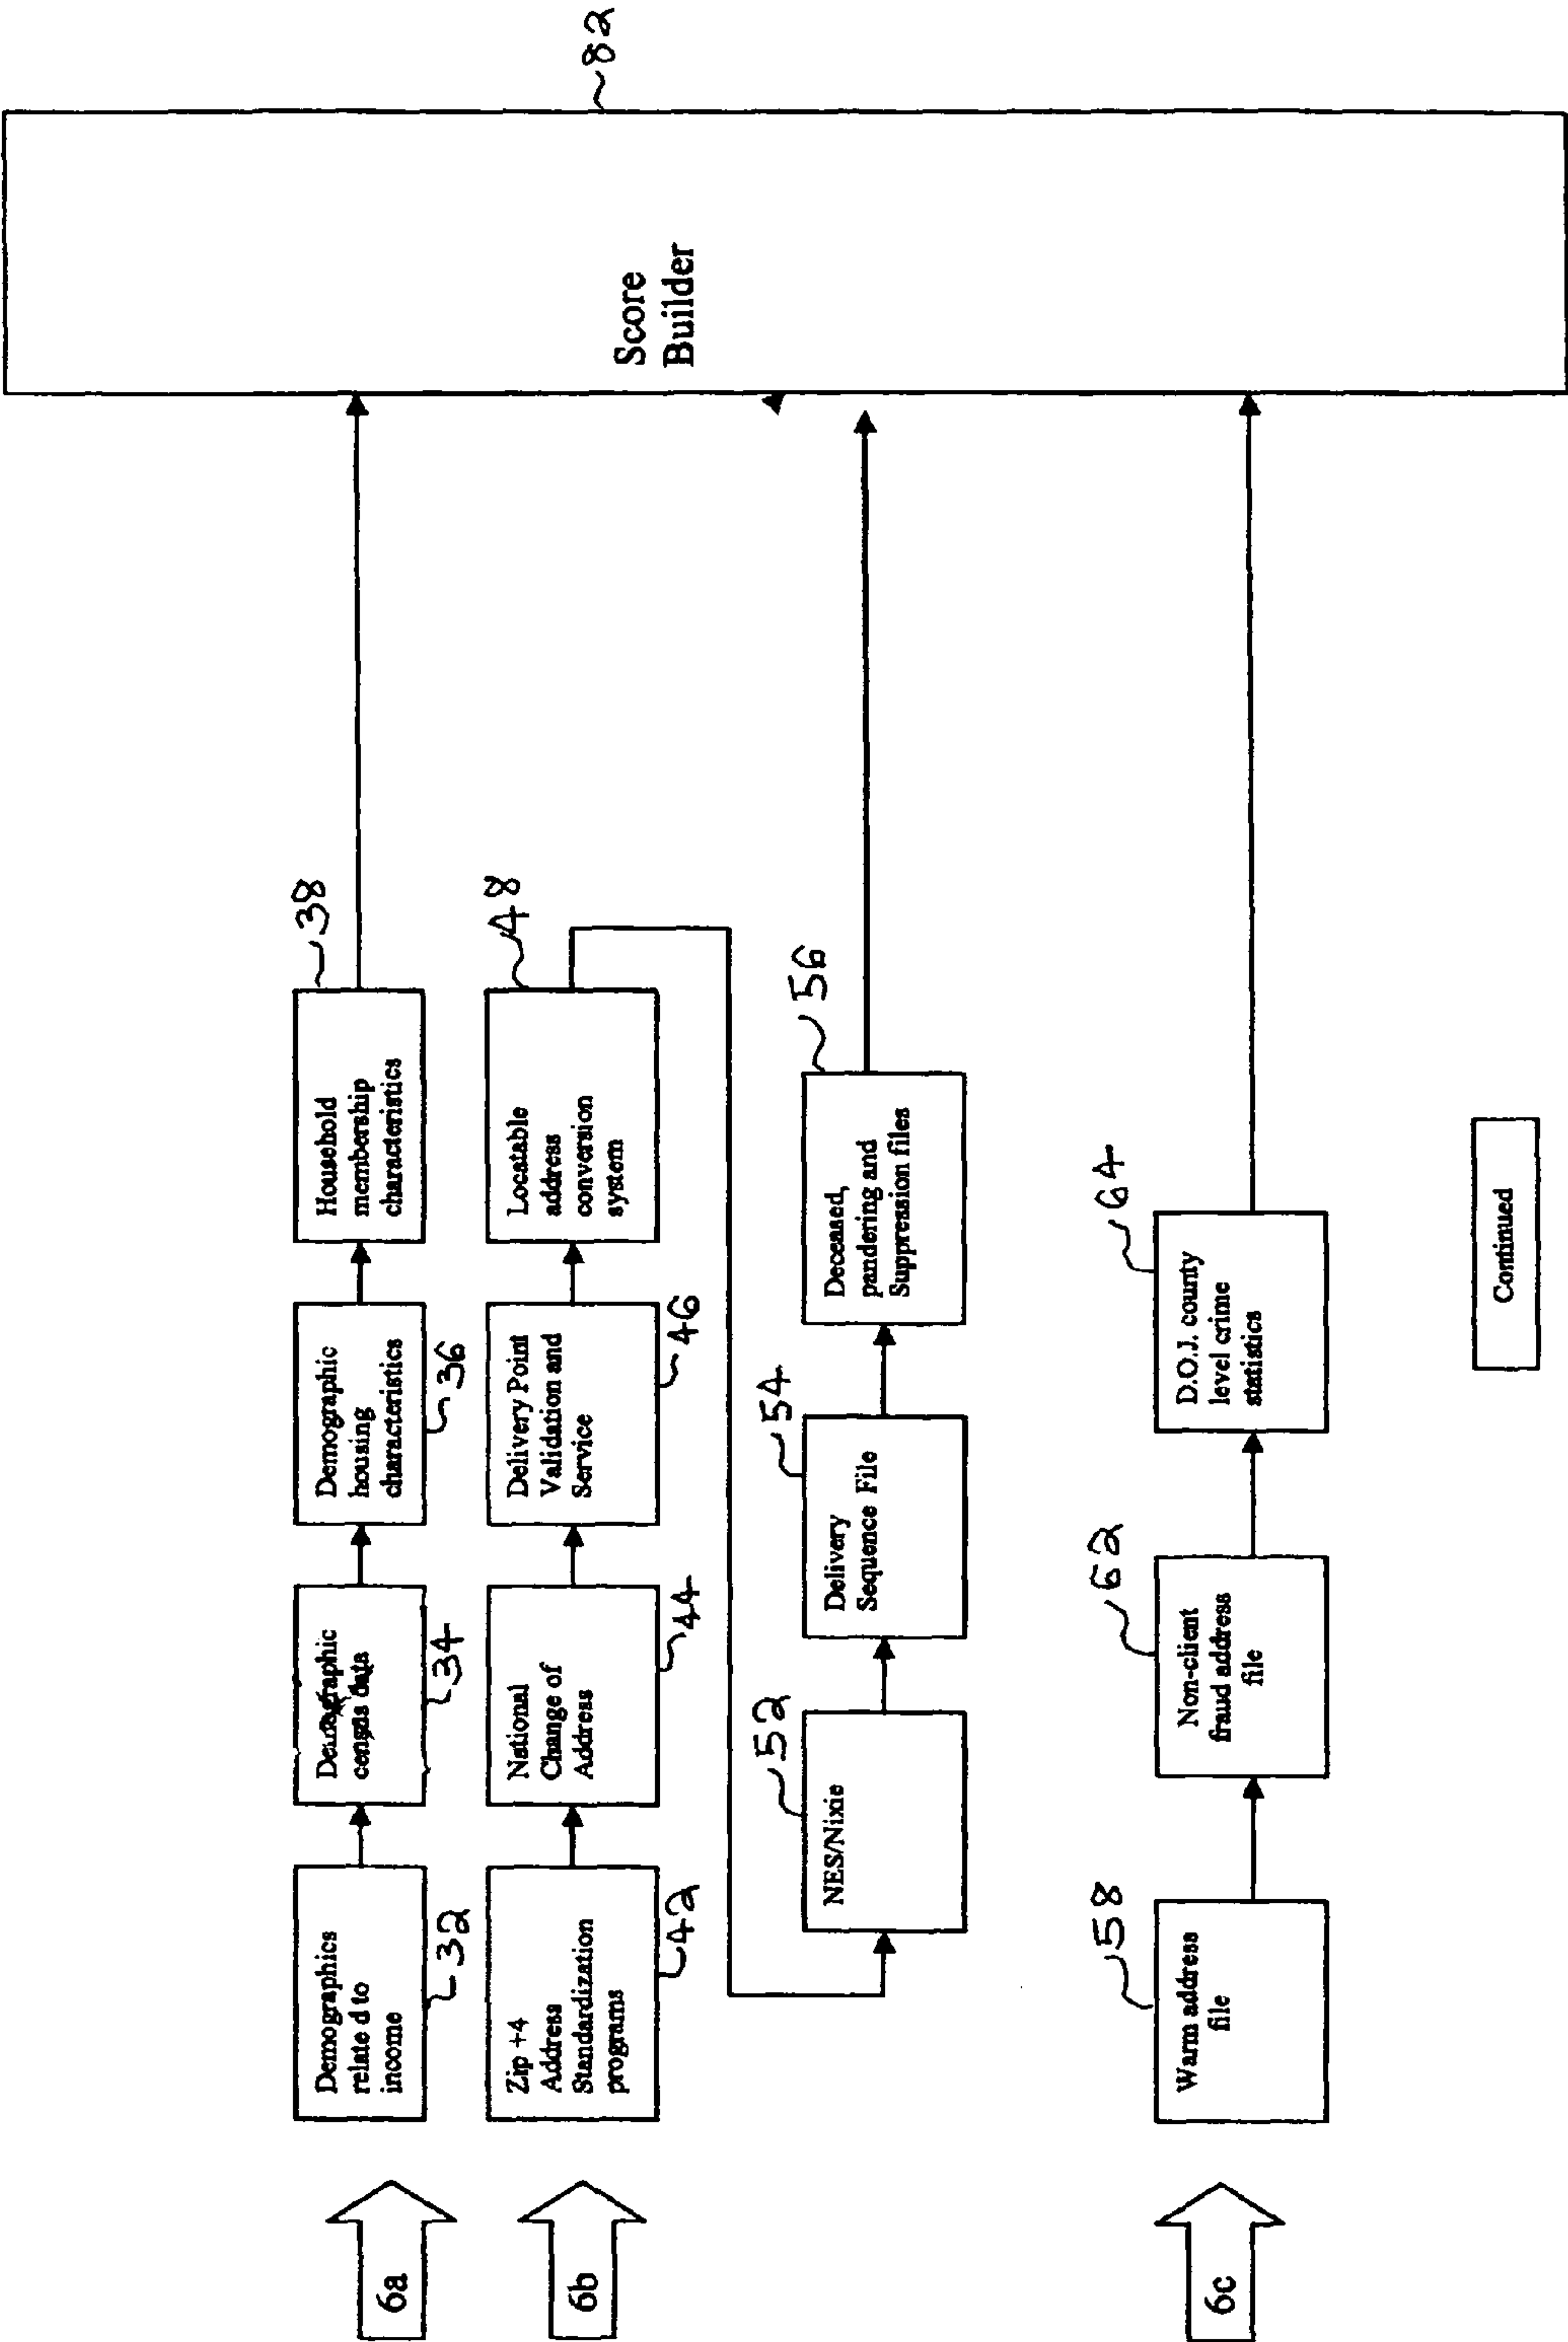 6a
Demographics
relate d to
income
32
Demographic
census data
34
Demographic
housing
characteristics
36
Household
membership
characteristics
38
6b
Zip +4
Address
Standardization
programs
42
National
Change of
Address
44
Delivery Point
Validation and
Service
46
Locatable
address
conversion
system
48
NES/Nixie
52
Delivery
Sequence File
54
Deceased,
pandering and
Suppression files
56
6c
Warm address
file
58
Non-client
fraud address
file
62
D.O.J. county
level crime
statistics
64
Score
Builder
82
Continued